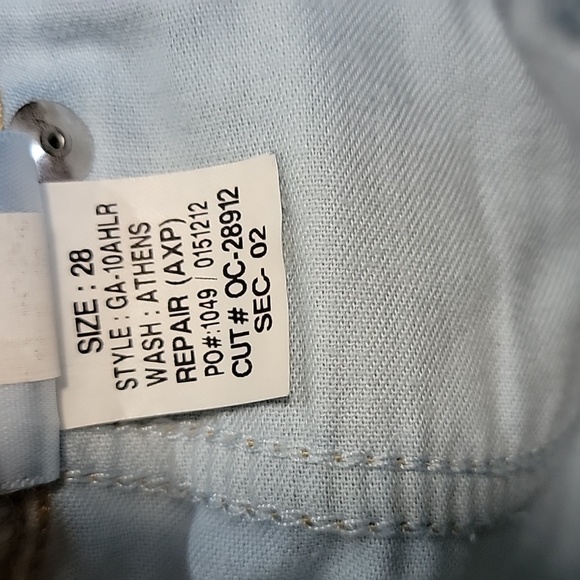 SIZE : 28
STYLE : GA-10AHLR
WASH : ATHENS
REPAIR (AXP)
PO#:1049 / 0151212
CUT# OC-28912
SEC- 02